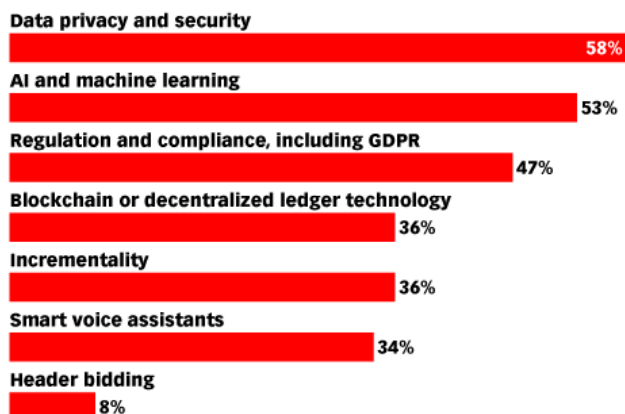 Data privacy and security
58%
AI and machine learning
53%
Regulation and compliance, including GDPR
47%
Blockchain or decentralized ledger technology
36%
Incrementality
36%
Smart voice assistants
34%
Header bidding
8%